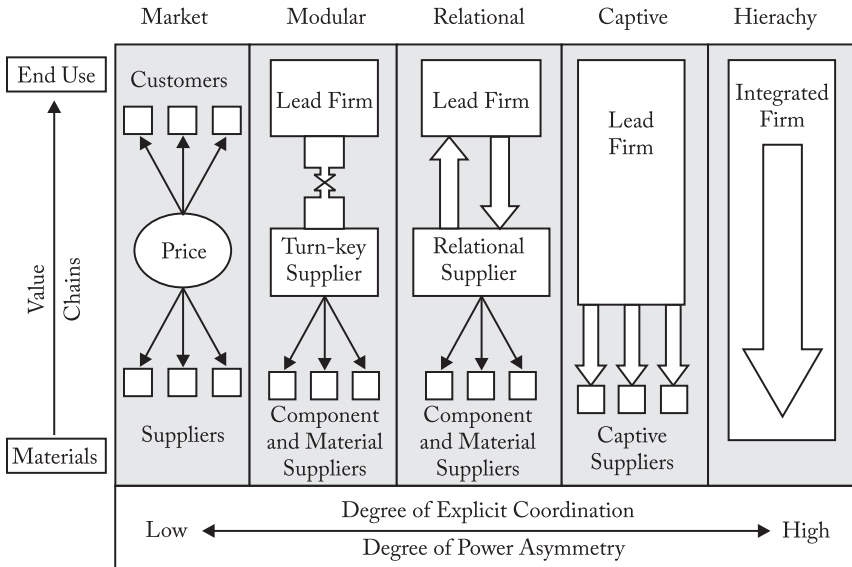 Market
Modular
Relational
Captive
Hierachy
End Use
Value
Chains
Materials
Customers
Price
Suppliers
Lead Firm
Turn-key
Supplier
Component
and Material
Suppliers
Lead Firm
Relational
Supplier
Component
and Material
Suppliers
Lead
Firm
Captive
Suppliers
Integrated
Firm
Degree of Explicit Coordination
Low
High
Degree of Power Asymmetry